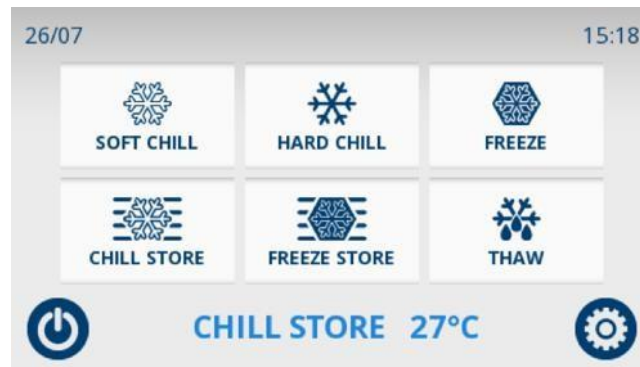 26/07 15:18
SOFT CHILL HARD CHILL FREEZE
CHILL STORE FREEZE STORE THAW
CHILL STORE 27°C